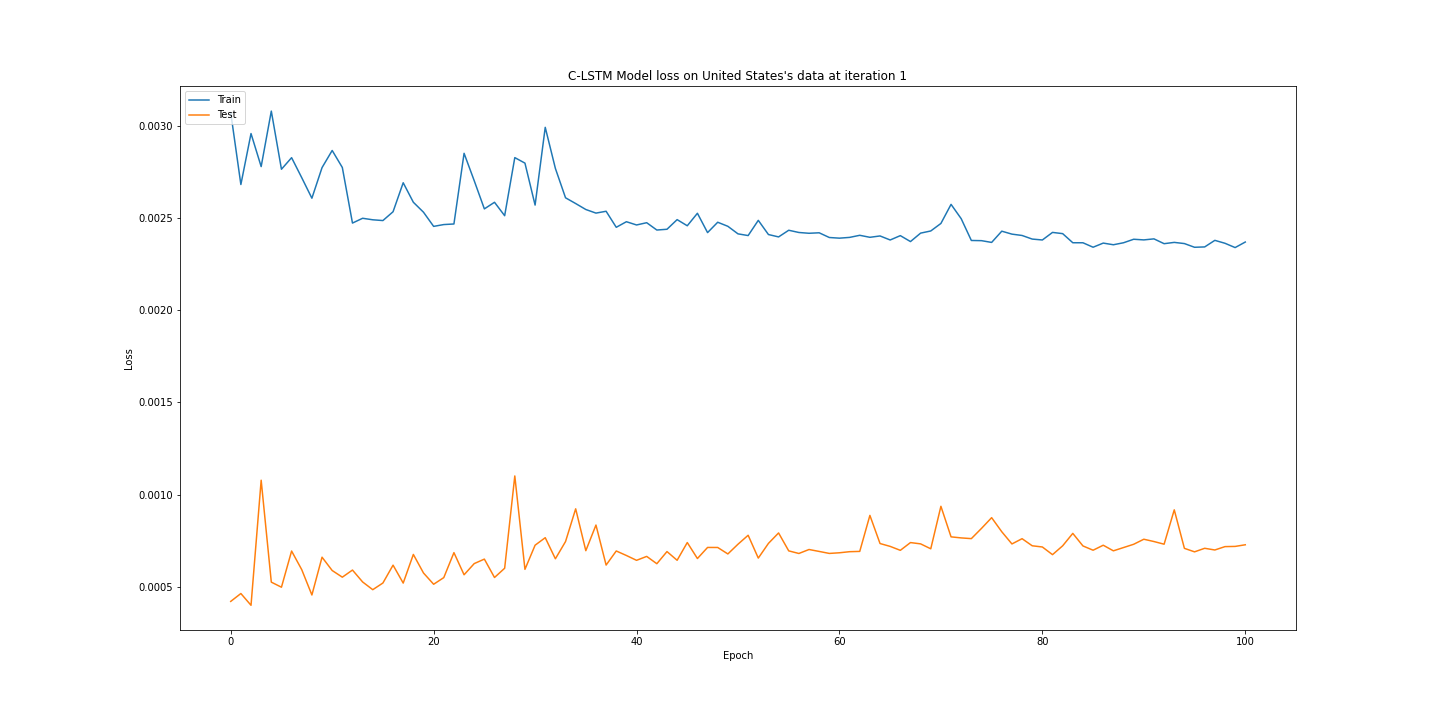 C-LSTM Model loss on United States's data at iteration 1
Train
Test
0.0030
0.0025
0.0020
0.0015
0.0010
0.0005
Loss
0 20 40 60 80 100
Epoch